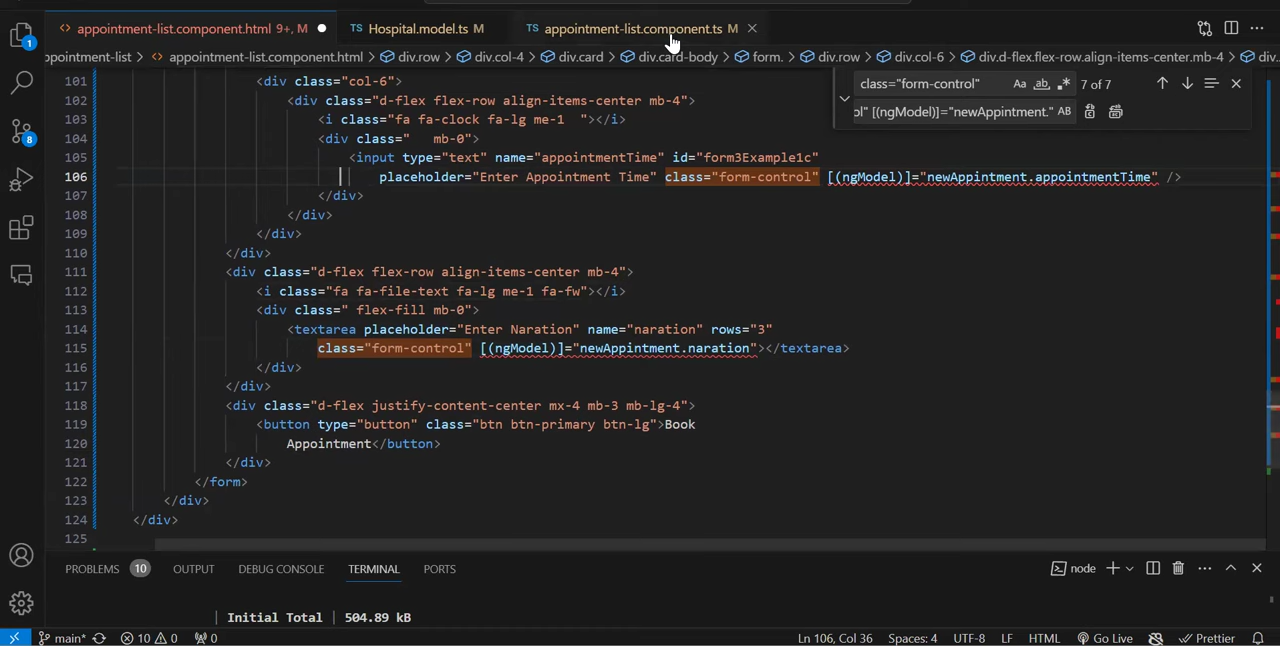 appointment-list.component.html 9+, M ● TS Hospital.model.ts M TS appointment-list.component.ts M
ppointment-list > <> appointment-list.component.html > div.row > div.col-4 > div.card > div.card-body > form. > div.row > div.col-6 > div.d-flex.flex-row.align-items-center.mb-4 > div.
class="form-control" Aa ab .* 7 of 7
ol" [(ngModel)]="newAppointment." AB
101 <div class="col-6">
102 <div class="d-flex flex-row align-items-center mb-4">
103 <i class="fa fa-clock fa-lg me-1  "></i>
104 <div class="   mb-0">
105 <input type="text" name="appointmentTime" id="form3Example1c"
106 placeholder="Enter Appointment Time" class="form-control" [(ngModel)]="newAppintment.appointmentTime" />
107 </div>
108 </div>
109 </div>
110 </div>
111 <div class="d-flex flex-row align-items-center mb-4">
112 <i class="fa fa-file-text fa-lg me-1 fa-fw"></i>
113 <div class=" flex-fill mb-0">
114 <textarea placeholder="Enter Naration" name="naration" rows="3"
115 class="form-control" [(ngModel)]="newAppintment.naration"></textarea>
116 </div>
117 </div>
118 <div class="d-flex justify-content-center mx-4 mb-3 mb-lg-4">
119 <button type="button" class="btn btn-primary btn-lg">Book
120 Appointment</button>
121 </div>
122 </form>
123 </div>
124 </div>
125
1
8
PROBLEMS 10 OUTPUT DEBUG CONSOLE TERMINAL PORTS node
| Initial Total | 504.89 kB
main* 10 0 0 Ln 106, Col 36 Spaces: 4 UTF-8 LF HTML Go Live Prettier